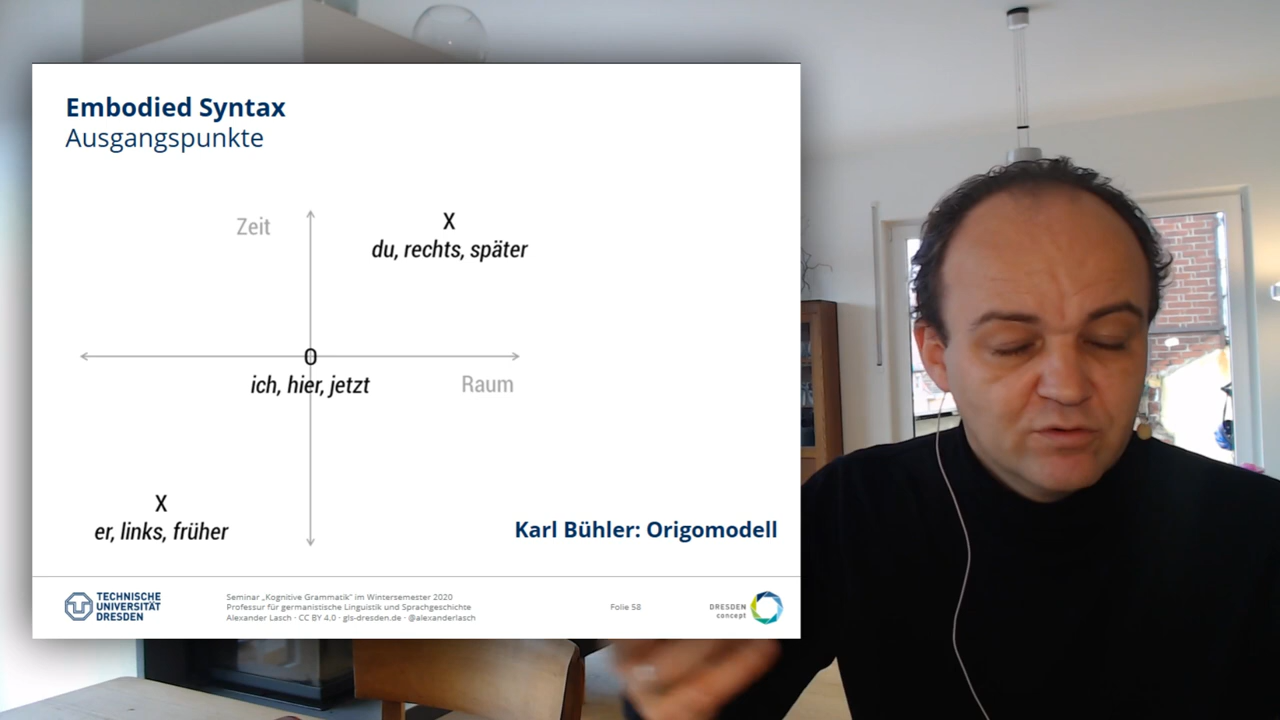 Embodied Syntax
Ausgangspunkte
Zeit
X
du, rechts, später
O
ich, hier, jetzt
Raum
X
er, links, früher
Karl Bühler: Origomodell
TECHNISCHE
UNIVERSITÄT
DRESDEN
Seminar „Kognitive Grammatik“ im Wintersemester 2020
Professur für germanistische Linguistik und Sprachgeschichte
Alexander Lasch · CC BY 4.0 · gls-dresden.de · @alexanderlasch
Folie 58
DRESDEN
concept